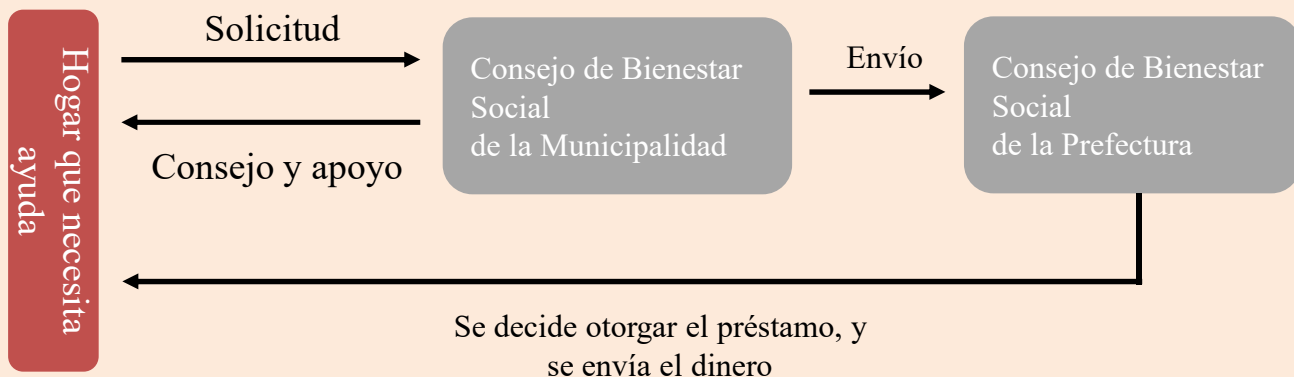 Hogar que necesita
ayuda
Solicitud
Consejo y apoyo
Consejo de Bienestar
Social
de la Municipalidad
Envío
Consejo de Bienestar
Social
de la Prefectura
Se decide otorgar el préstamo, y
se envía el dinero